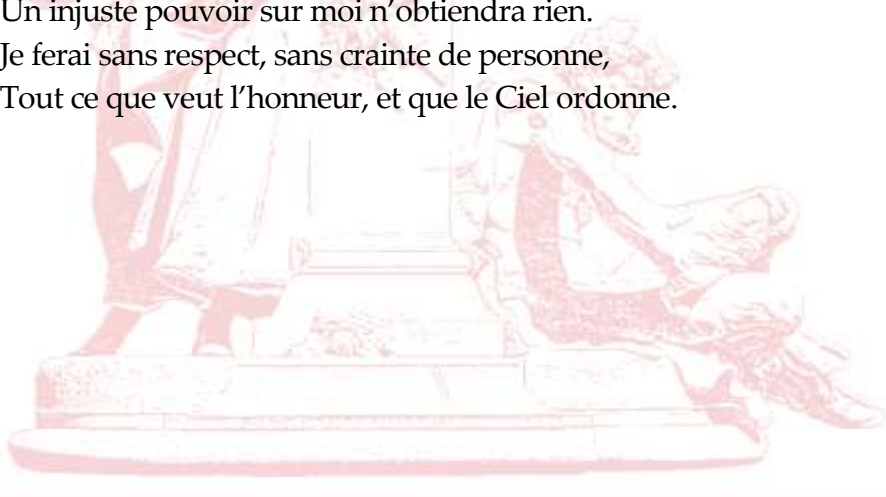 Un injuste pouvoir sur moi n’obtiendra rien.
Je ferai sans respect, sans crainte de personne,
Tout ce que veut l’honneur, et que le Ciel ordonne.